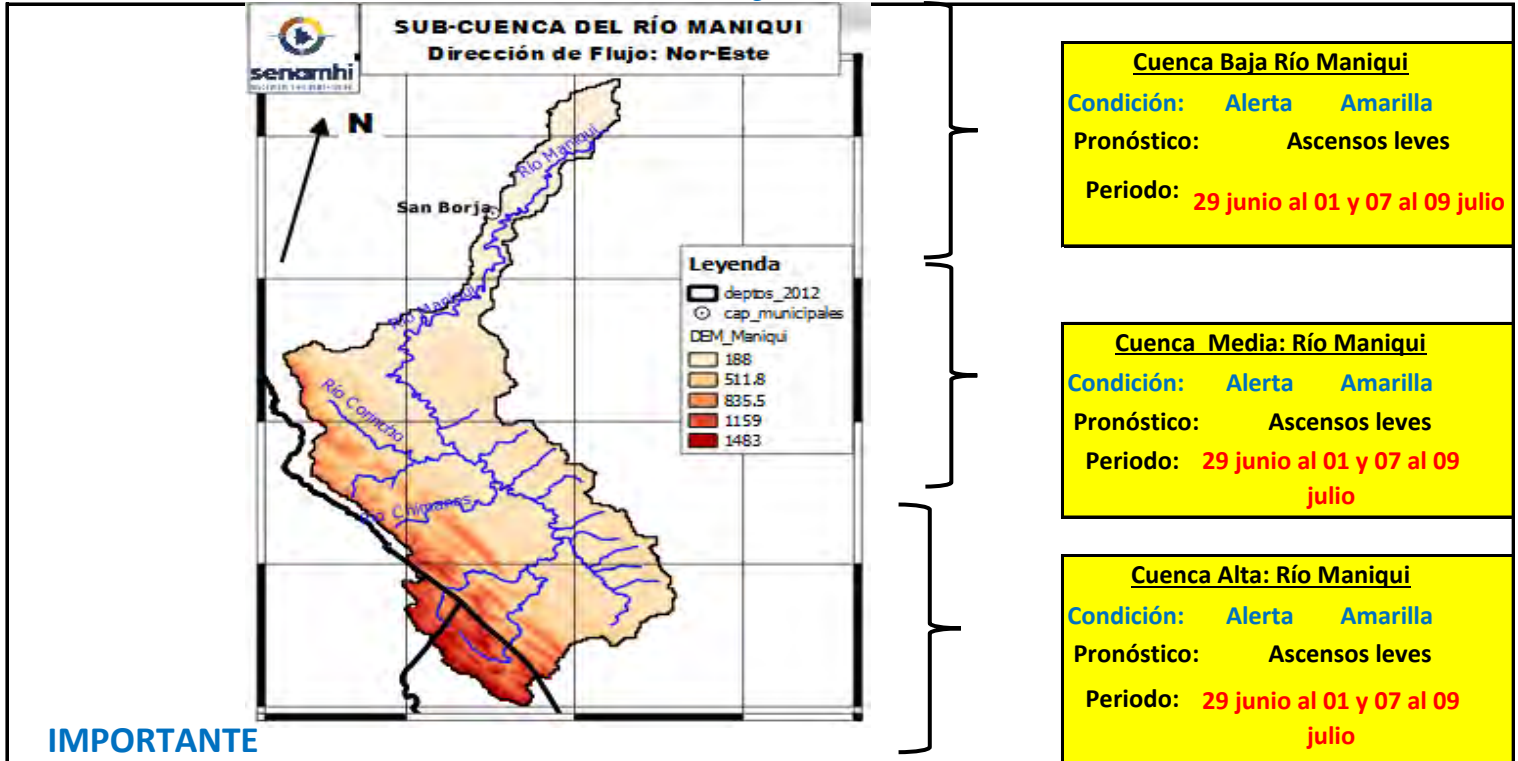 SUB-CUENCA DEL RÍO MANIQUI
Dirección de Flujo: Nor-Este
senamhi
N
Río Maniqui
San Borja
Río Maniqui
Río Corincho
Río Chimanes
Leyenda
deptos_2012
cap_municipales
DEM_Maniqui
188
511.8
835.5
1159
1483
Cuenca Baja Río Maniqui
Condición: Alerta Amarilla
Pronóstico: Ascensos leves
Periodo: 29 junio al 01 y 07 al 09 julio
Cuenca Media: Río Maniqui
Condición: Alerta Amarilla
Pronóstico: Ascensos leves
Periodo: 29 junio al 01 y 07 al 09
julio
Cuenca Alta: Río Maniqui
Condición: Alerta Amarilla
Pronóstico: Ascensos leves
Periodo: 29 junio al 01 y 07 al 09
julio
IMPORTANTE